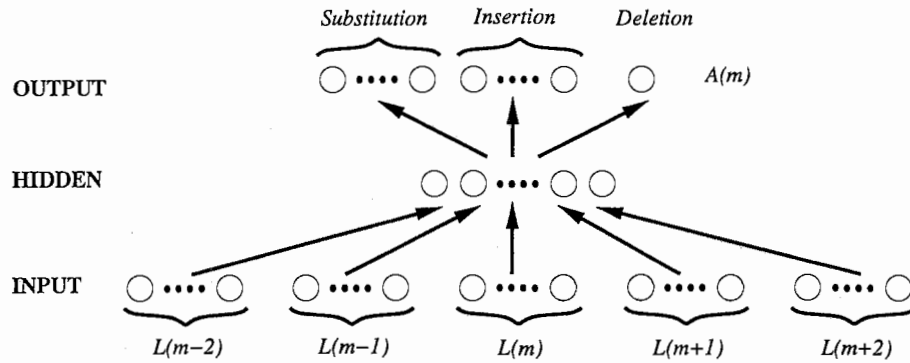 Substitution Insertion Deletion
OUTPUT A(m)
HIDDEN
INPUT
L(m−2) L(m−1) L(m) L(m+1) L(m+2)